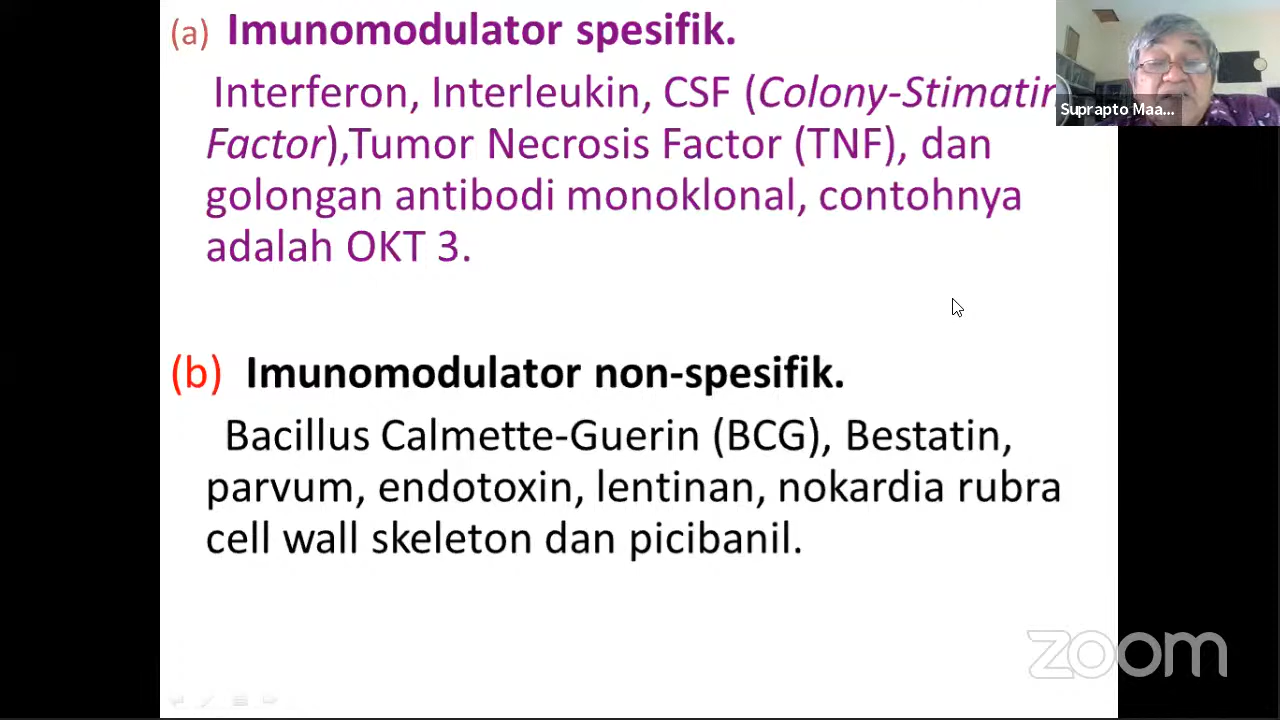 (a) Imunomodulator spesifik.
Interferon, Interleukin, CSF (Colony-Stimatin
Factor),Tumor Necrosis Factor (TNF), dan
golongan antibodi monoklonal, contohnya
adalah OKT 3.
Suprapto Maa...
(b) Imunomodulator non-spesifik.
Bacillus Calmette-Guerin (BCG), Bestatin,
parvum, endotoxin, lentinan, nokardia rubra
cell wall skeleton dan picibanil.
zoom